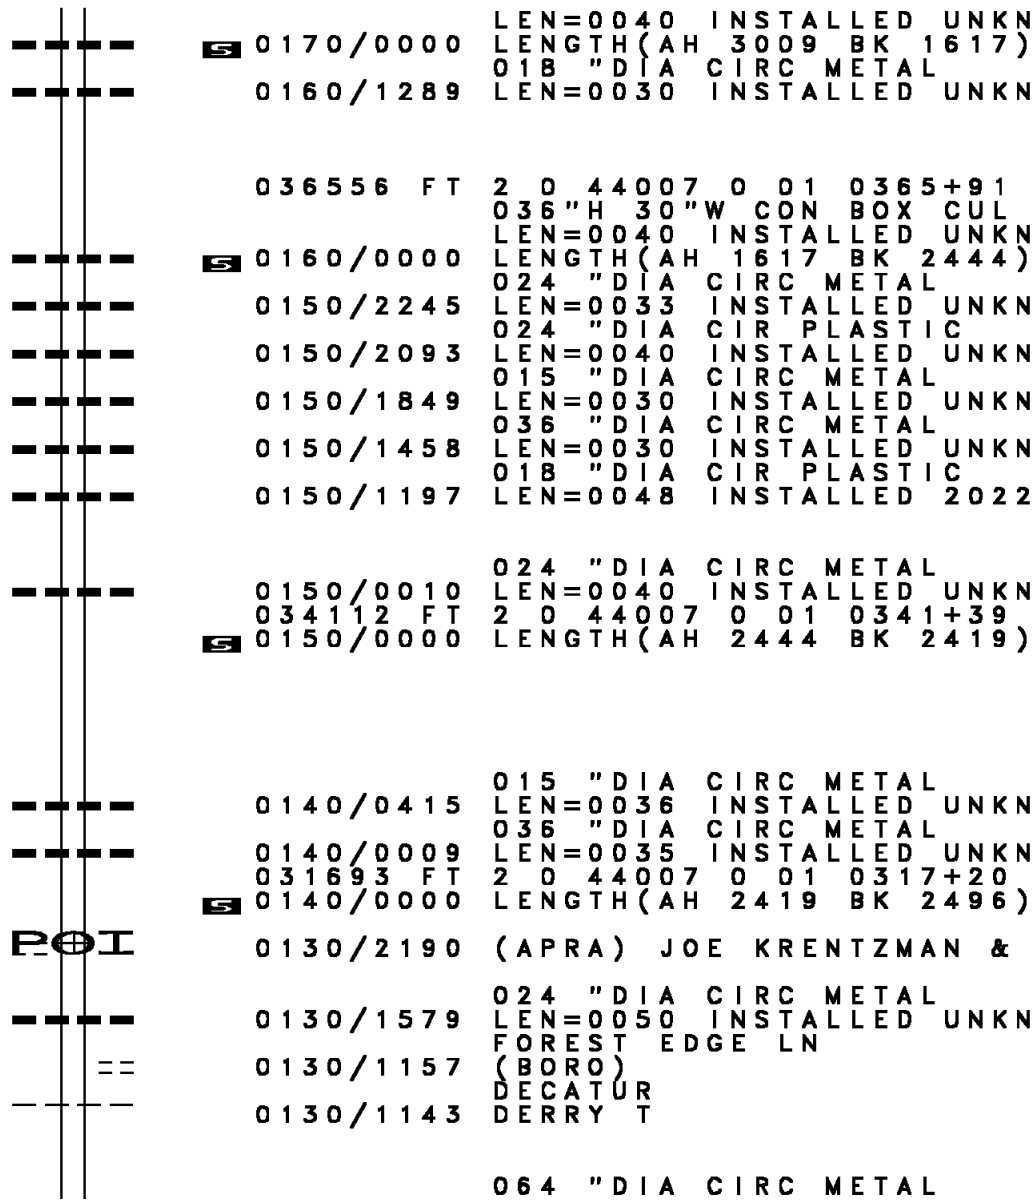 LEN=0040 INSTALLED UNKN
S 0170/0000 LENGTH(AH 3009 BK 1617)
018 "DIA CIRC METAL
0160/1289 LEN=0030 INSTALLED UNKN
036556 FT 2 0 44007 0 01 0365+91
036"H 30"W CON BOX CUL
LEN=0040 INSTALLED UNKN
S 0160/0000 LENGTH(AH 1617 BK 2444)
024 "DIA CIRC METAL
0150/2245 LEN=0033 INSTALLED UNKN
024 "DIA CIR PLASTIC
0150/2093 LEN=0040 INSTALLED UNKN
015 "DIA CIRC METAL
0150/1849 LEN=0030 INSTALLED UNKN
036 "DIA CIRC METAL
0150/1458 LEN=0030 INSTALLED UNKN
018 "DIA CIR PLASTIC
0150/1197 LEN=0048 INSTALLED 2022
024 "DIA CIRC METAL
0150/0010 LEN=0040 INSTALLED UNKN
034112 FT 2 0 44007 0 01 0341+39
S 0150/0000 LENGTH(AH 2444 BK 2419)
015 "DIA CIRC METAL
0140/0415 LEN=0036 INSTALLED UNKN
036 "DIA CIRC METAL
0140/0009 LEN=0035 INSTALLED UNKN
031693 FT 2 0 44007 0 01 0317+20
S 0140/0000 LENGTH(AH 2419 BK 2496)
POI 0130/2190 (APRA) JOE KRENTZMAN &
024 "DIA CIRC METAL
0130/1579 LEN=0050 INSTALLED UNKN
FOREST EDGE LN
0130/1157 (BORO)
DECATUR
0130/1143 DERRY T
064 "DIA CIRC METAL